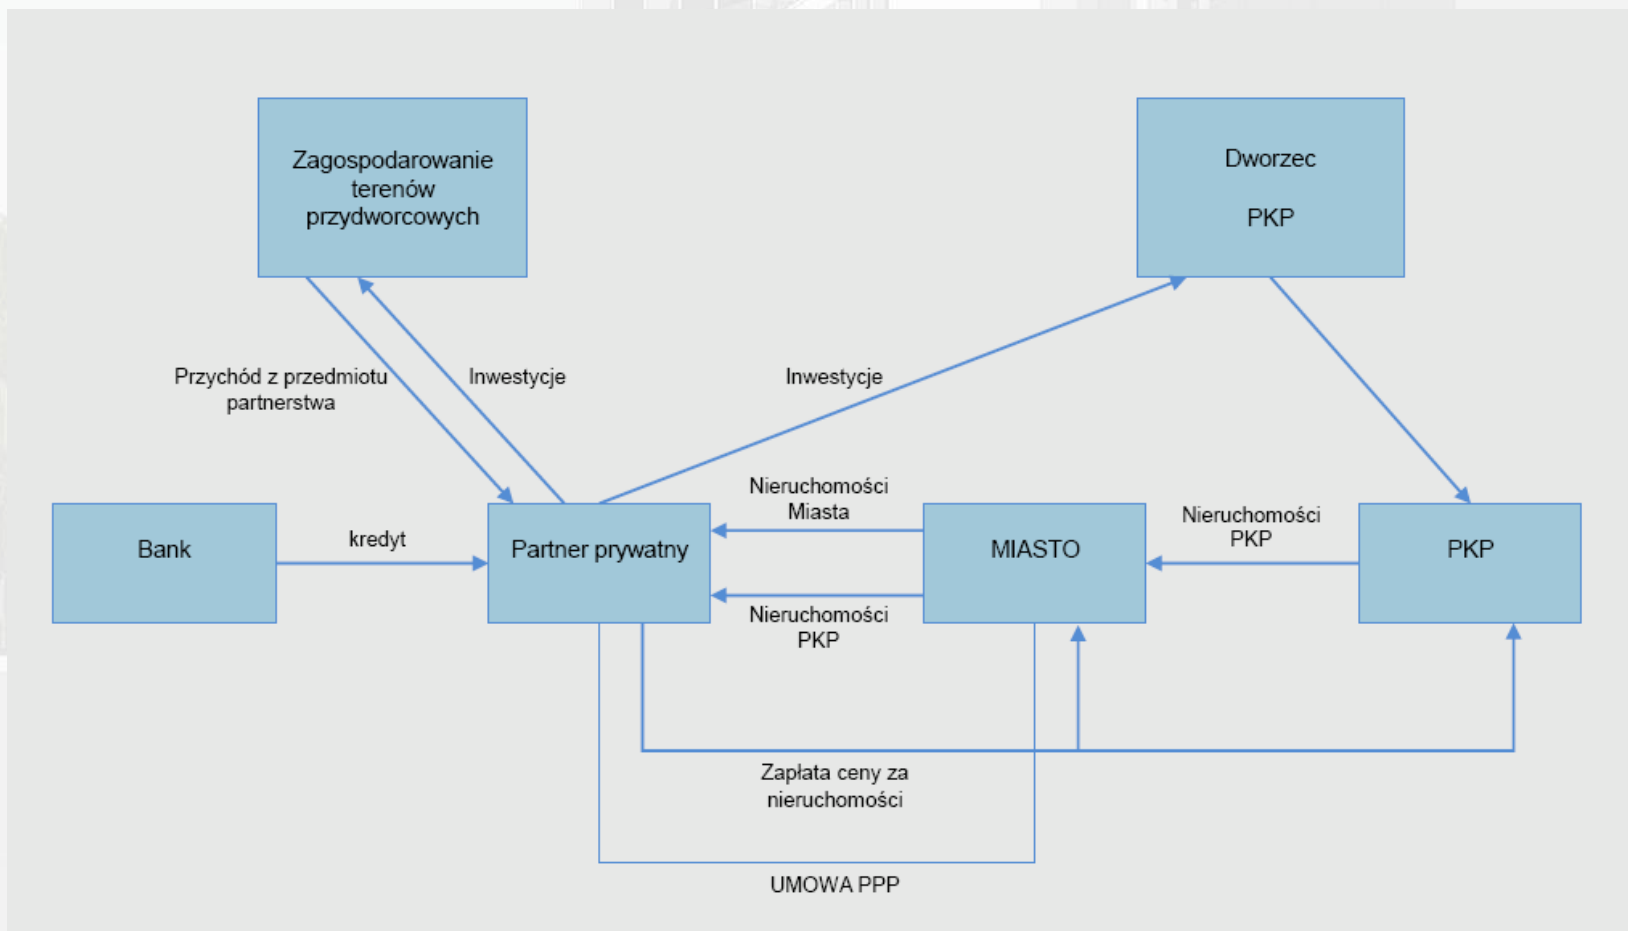 Zagospodarowanie
terenów
przydworcowych
Dworzec
PKP
Przychód z przedmiotu
partnerstwa
Inwestycje
Inwestycje
Bank
kredyt
Partner prywatny
Nieruchomości
Miasta
Nieruchomości
PKP
MIASTO
Nieruchomości
PKP
PKP
Zapłata ceny za
nieruchomości
UMOWA PPP